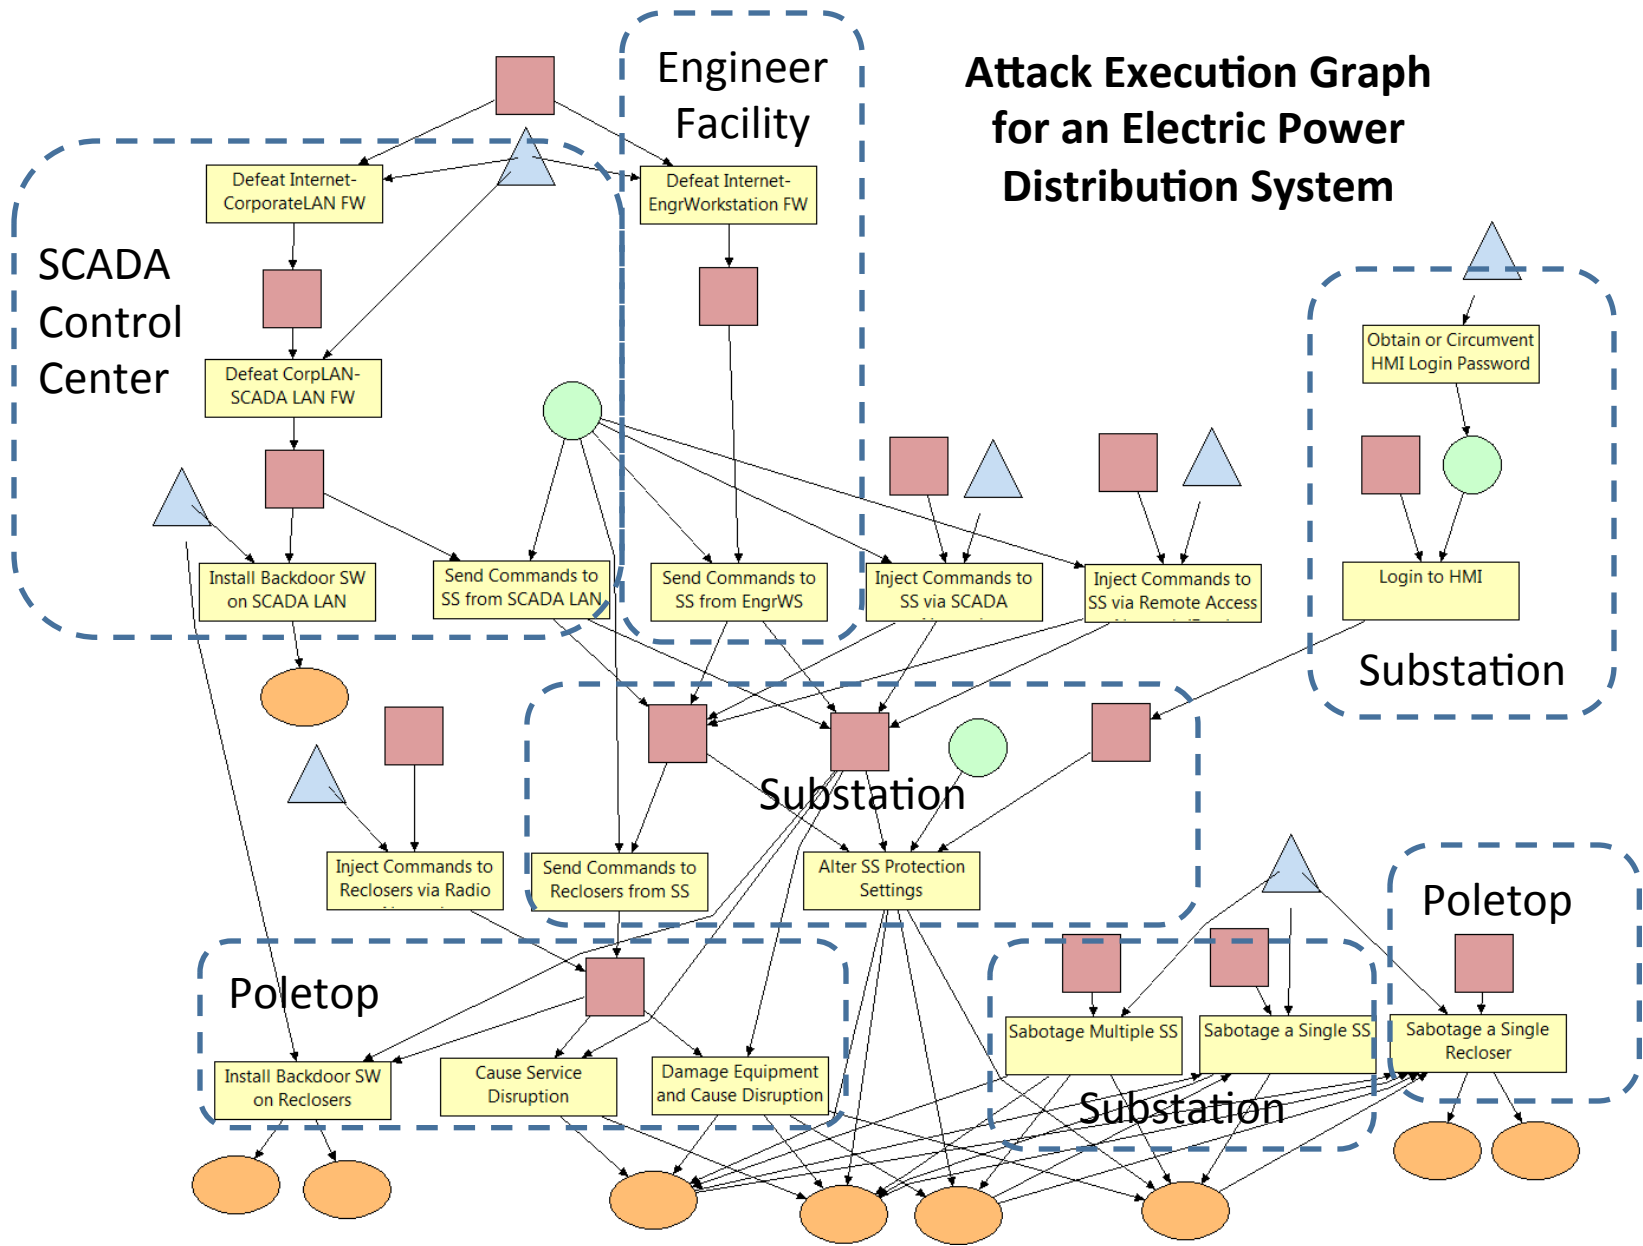 Attack Execution Graph
for an Electric Power
Distribution System
Engineer
Facility
SCADA
Control
Center
Defeat Internet-
CorporateLAN FW
Defeat Internet-
EngrWorkstation FW
Defeat CorpLAN-
SCADA LAN FW
Obtain or Circumvent
HMI Login Password
Install Backdoor SW
on SCADA LAN
Send Commands to
SS from SCADA LAN
Send Commands to
SS from EngrWS
Inject Commands to
SS via SCADA
Inject Commands to
SS via Remote Access
Login to HMI
Substation
Substation
Inject Commands to
Reclosers via Radio
Send Commands to
Reclosers from SS
Alter SS Protection
Settings
Poletop
Poletop
Sabotage Multiple SS
Sabotage a Single SS
Sabotage a Single
Recloser
Install Backdoor SW
on Reclosers
Cause Service
Disruption
Damage Equipment
and Cause Disruption
Substation